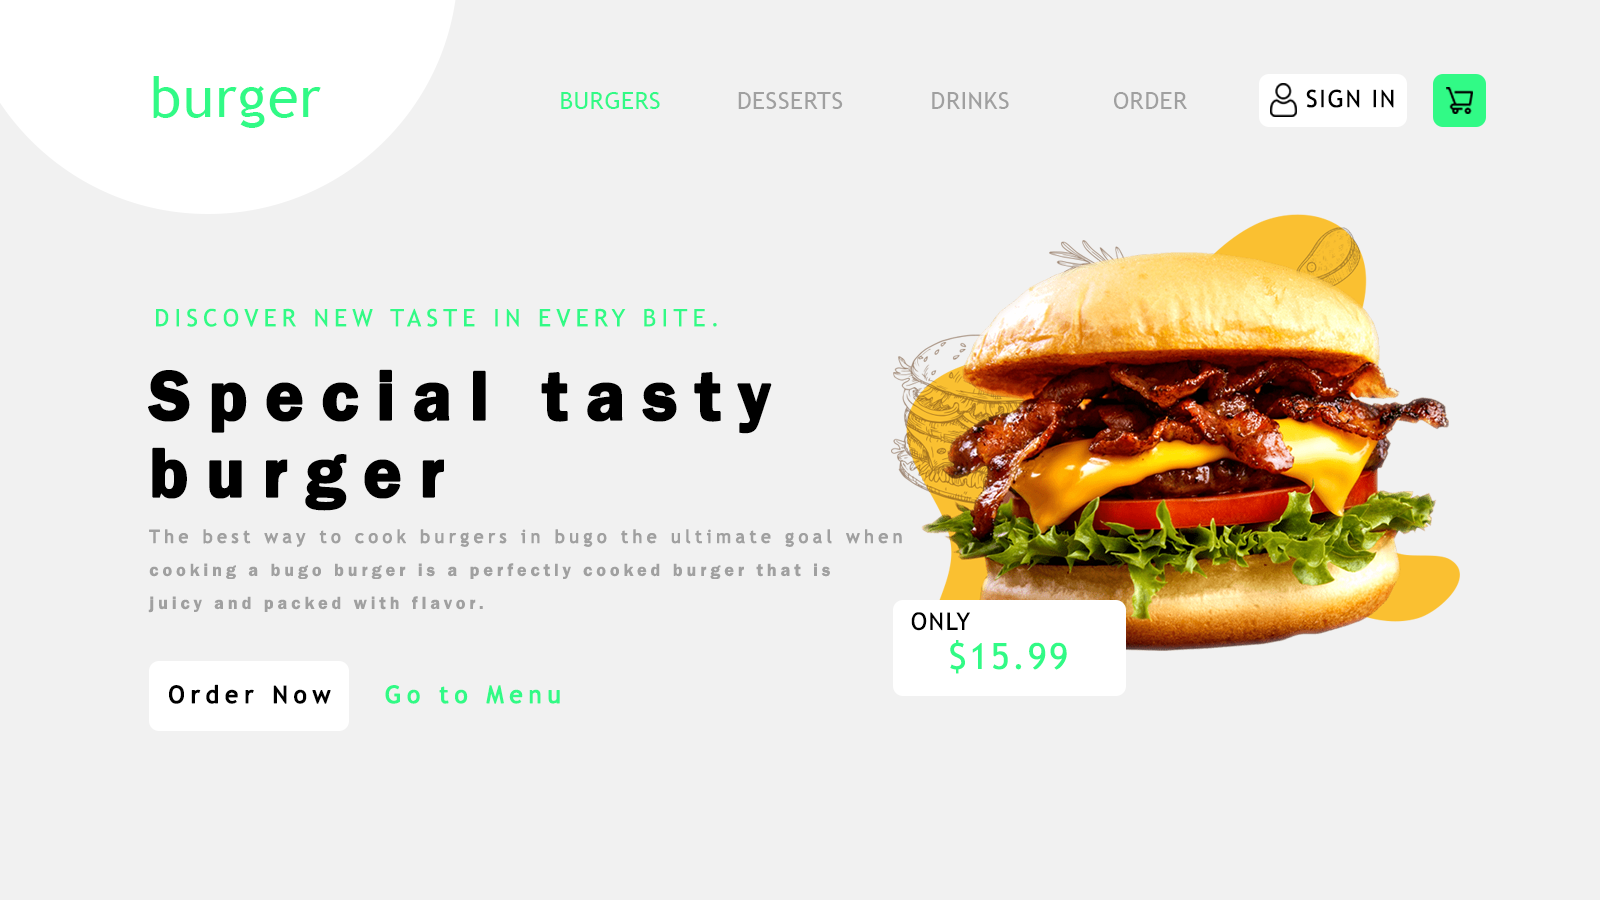 burger
BURGERS DESSERTS DRINKS ORDER SIGN IN
DISCOVER NEW TASTE IN EVERY BITE.
Special tasty
burger
The best way to cook burgers in bugo the ultimate goal when
cooking a bugo burger is a perfectly cooked burger that is
juicy and packed with flavor.
ONLY
$15.99
Order Now Go to Menu